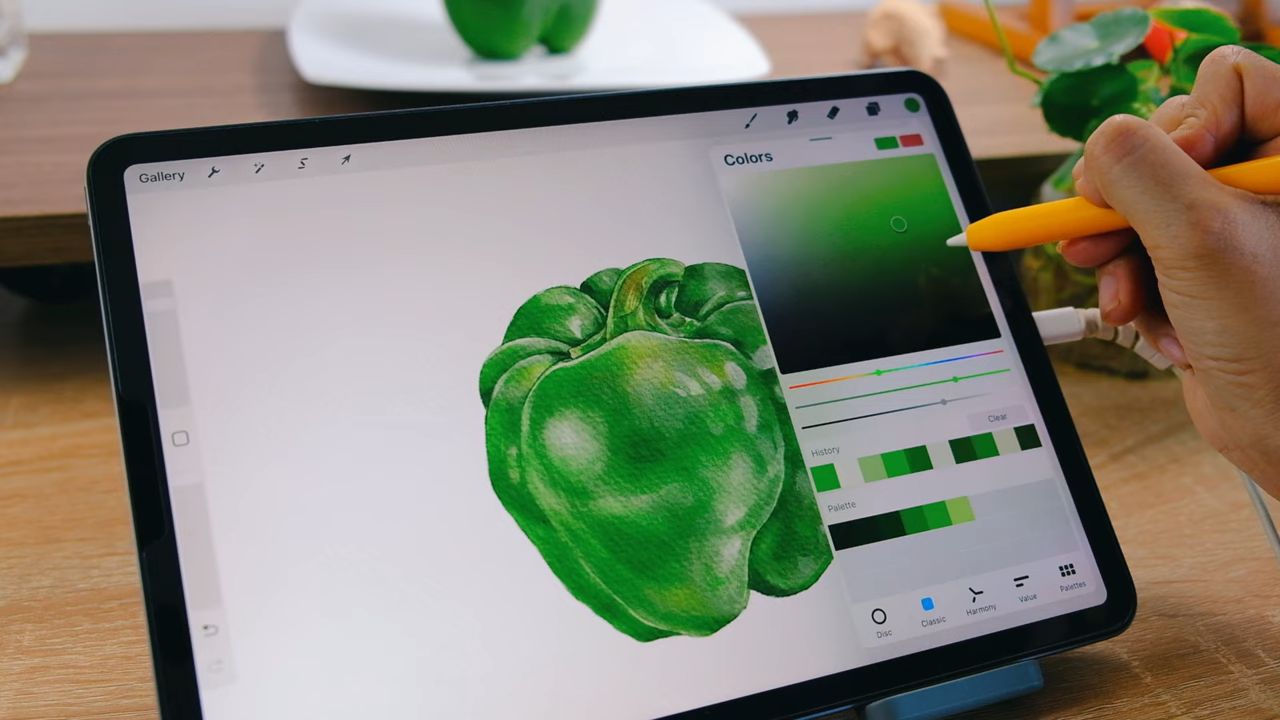 Gallery
Colors
Clear
History
Palette
Disc
Classic
Harmony
Value
Palettes